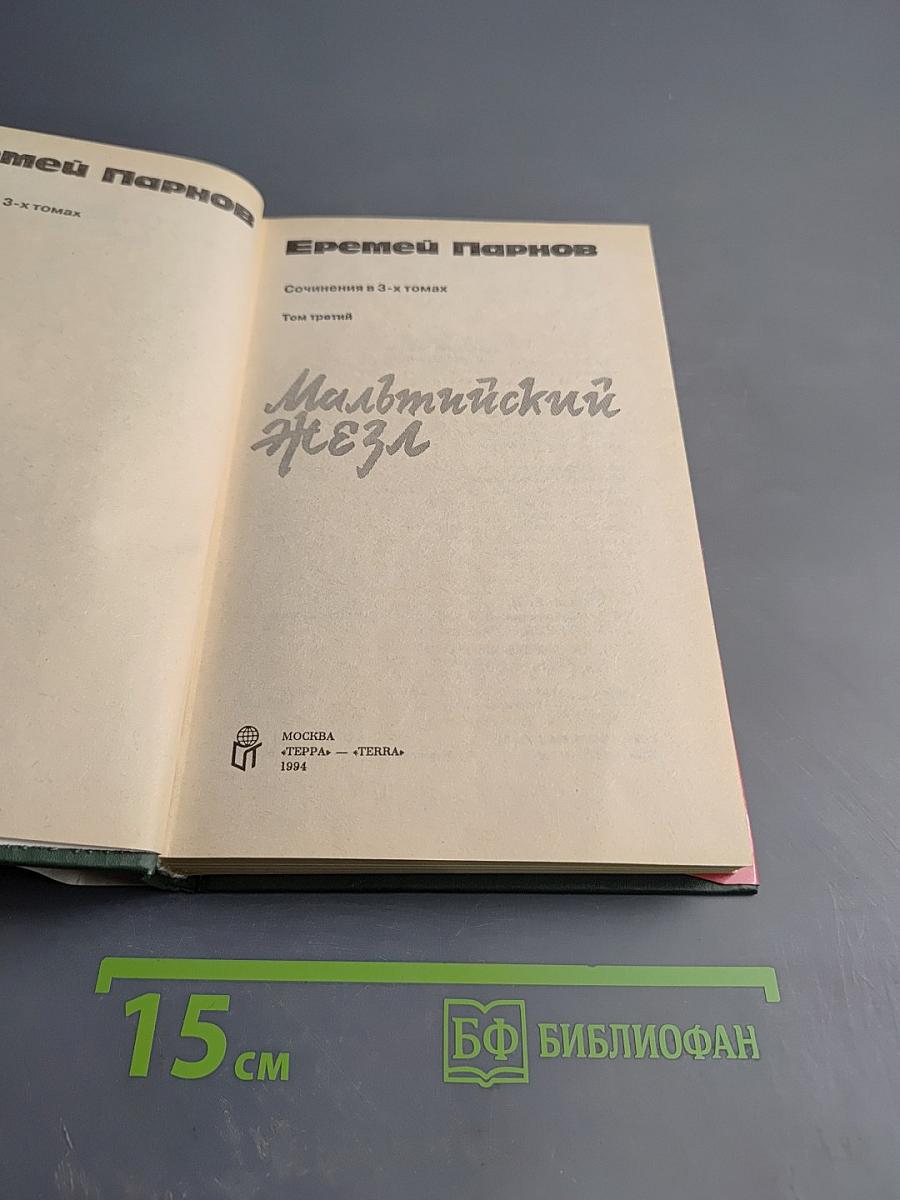 Парнов
3-х томах
Еремей Парнов
Сочинения в 3-х томах
Том третий
Мальтийский
жезл
МОСКВА
«ТЕРРА» — «TERRA»
1994
15 см
БФ БИБЛИОФАН